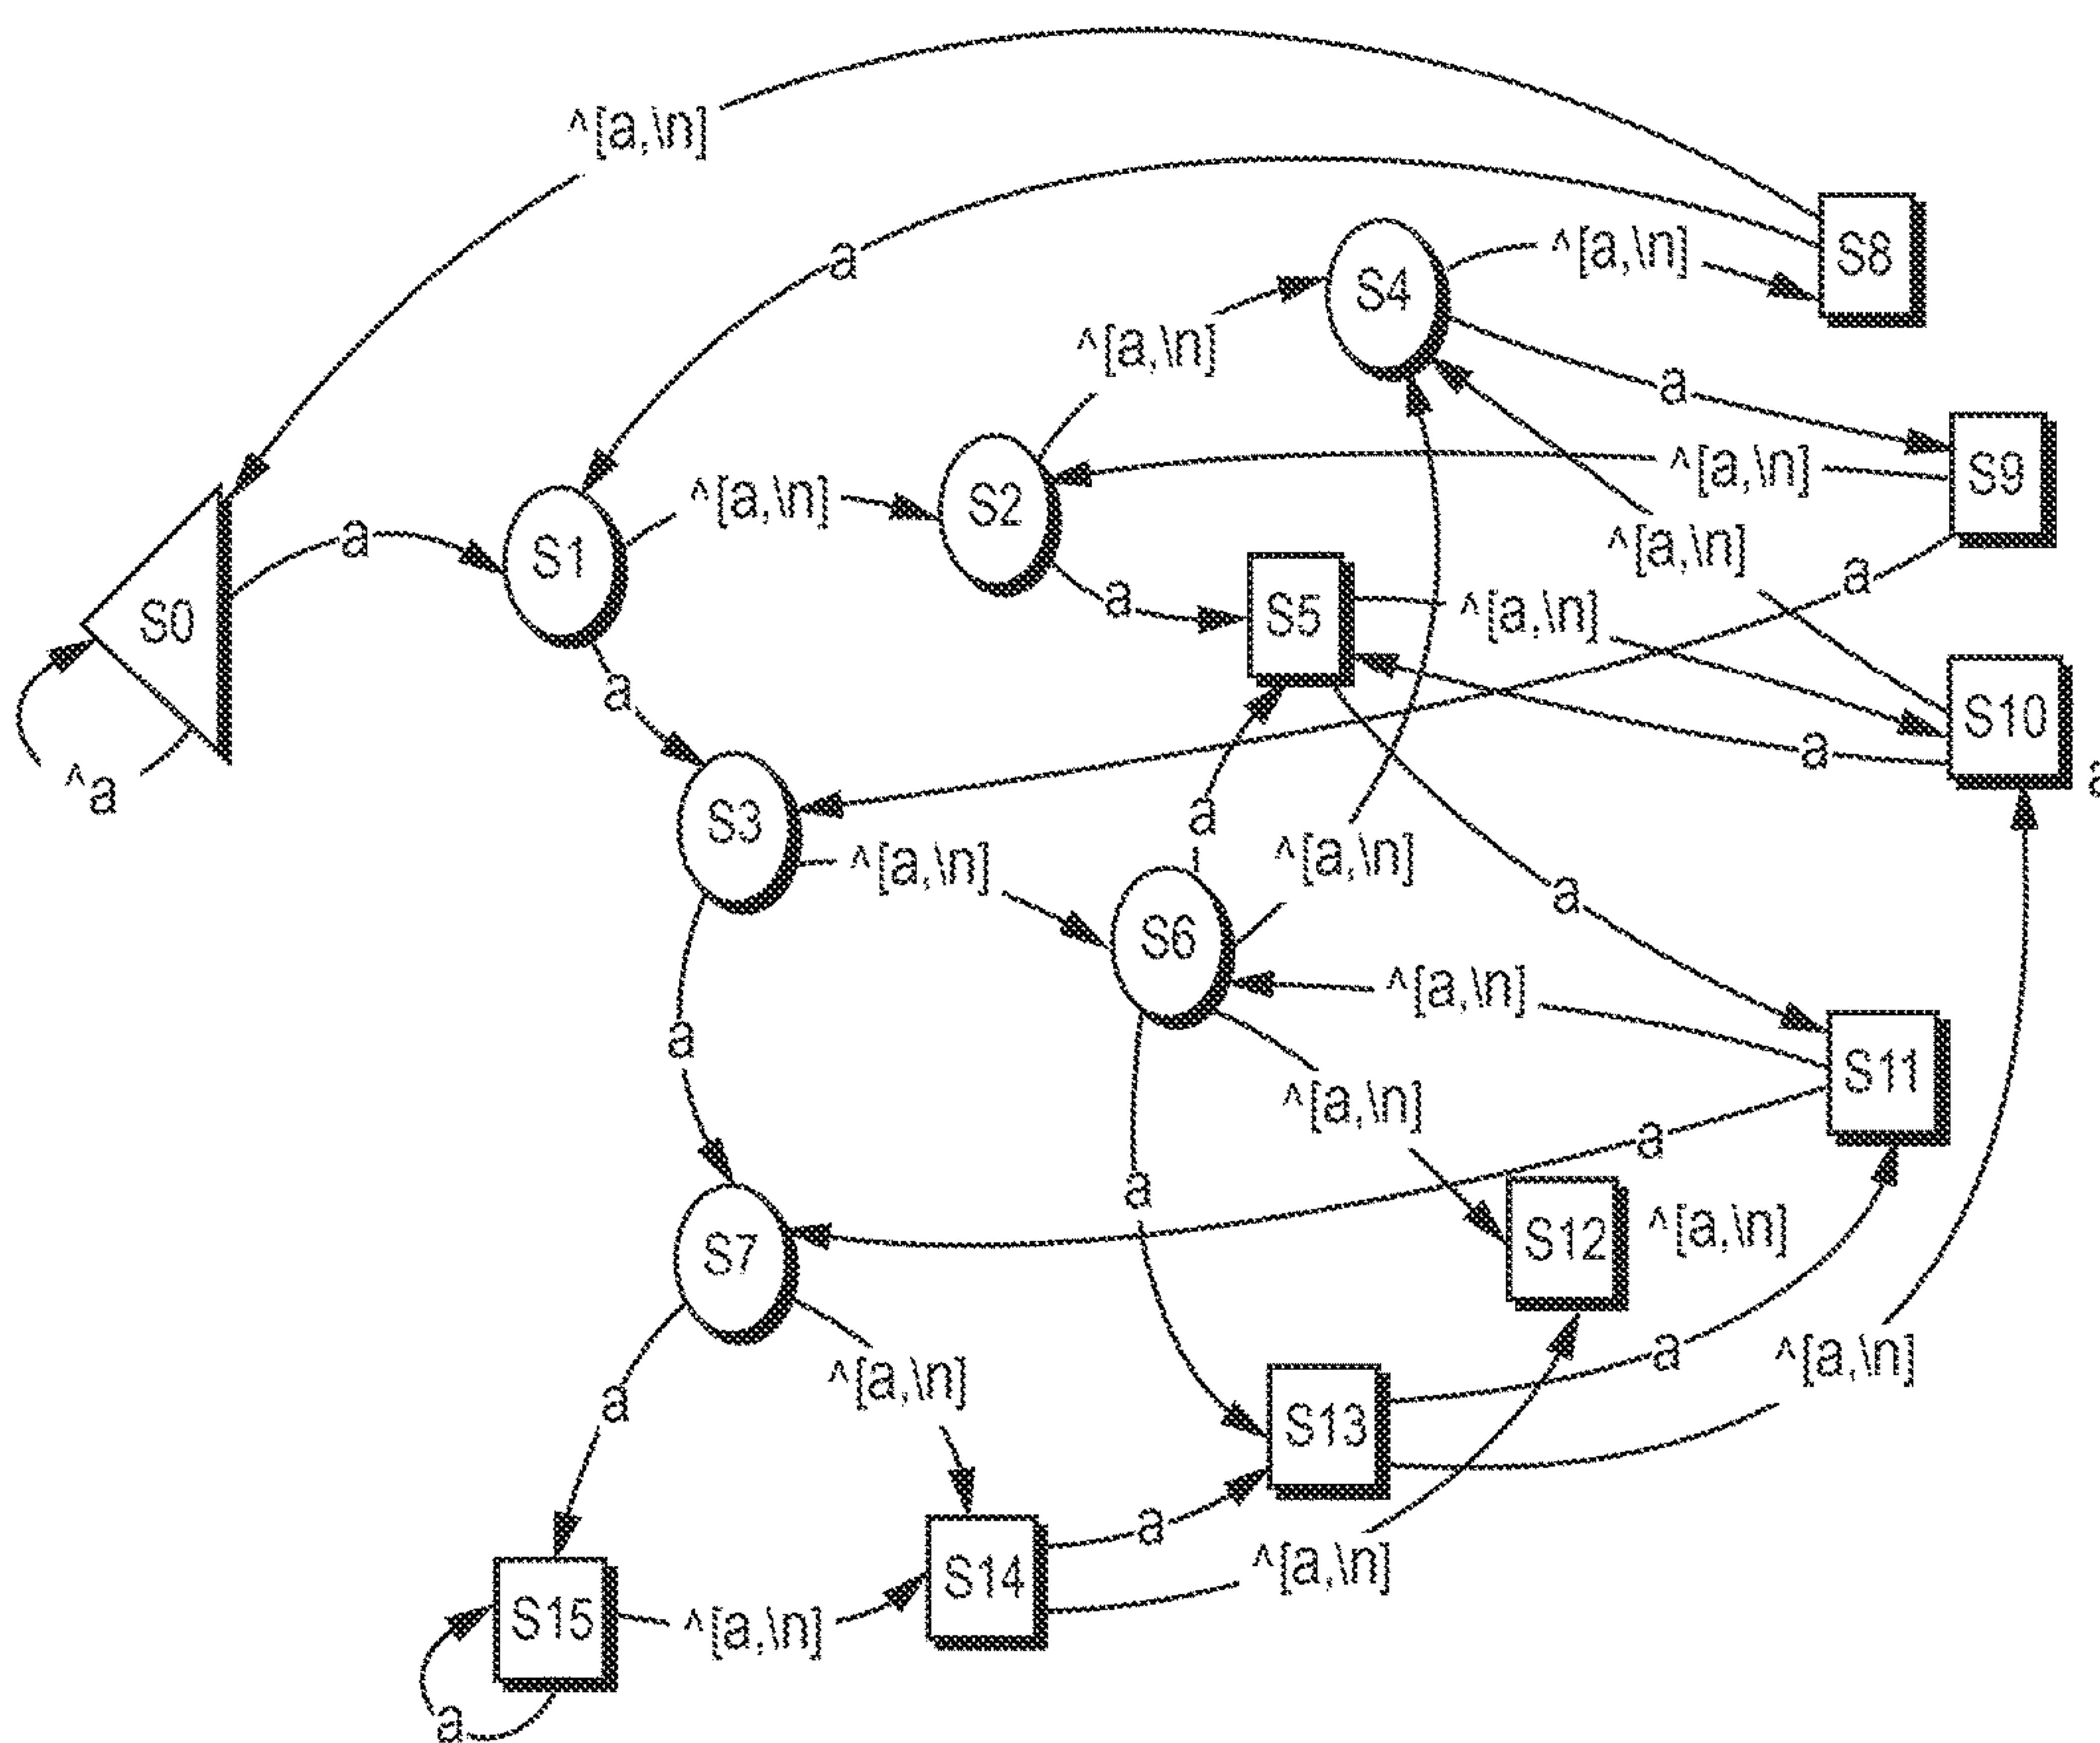 ^[a,\n]
a
^[a,\n]
S8
S4
^[a,\n]
a
^[a,\n]
S9
S2
^[a,\n]
a
S1
^[a,\n]
^[a,\n]
a
S0
a
S5
^[a,\n]
a
S10
a
^a
a
S3
^[a,\n]
a
^[a,\n]
a
S6
^[a,\n]
a
S11
^[a,\n]
a
a
S7
S12
^[a,\n]
^[a,\n]
a
^[a,\n]
a
S13
a
^[a,\n]
S14
S15
^[a,\n]
a